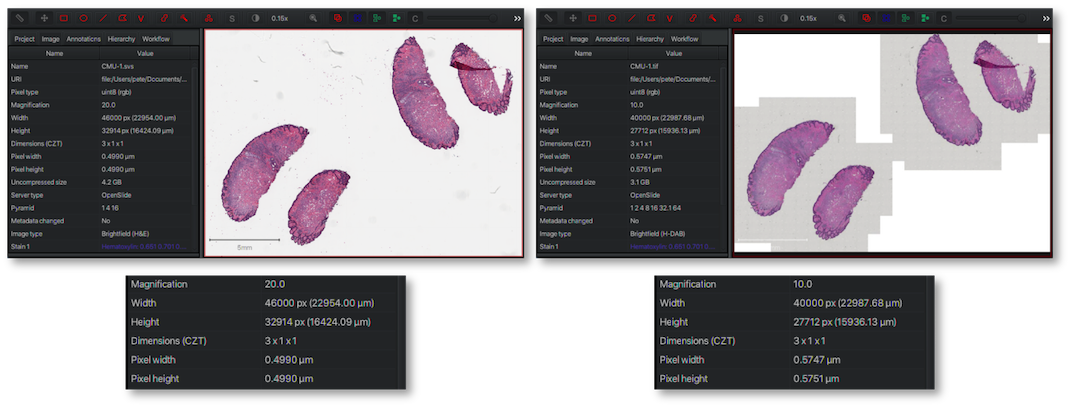 S 0.16x C »
Project Image Annotations Hierarchy Workflow
Name Value
Name CMU-1.svs
URI file:/Users/pete/Documents/...
Pixel type uint8 (rgb)
Magnification 20.0
Width 46000 px (22954.00 µm)
Height 32914 px (16424.09 µm)
Dimensions (CZT) 3 x 1 x 1
Pixel width 0.4990 µm
Pixel height 0.4990 µm
Uncompressed size 4.2 GB
Server type OpenSlide
Pyramid 1 4 16
Metadata changed No
Image type Brightfield (H&E)
Stain 1 Hematoxylin: 0.651 0.701 0...
5mm
S 0.15x C »
Project Image Annotations Hierarchy Workflow
Name Value
Name CMU-1.tif
URI file:/Users/pete/Documents/...
Pixel type uint8 (rgb)
Magnification 10.0
Width 40000 px (22987.68 µm)
Height 27712 px (15936.13 µm)
Dimensions (CZT) 3 x 1 x 1
Pixel width 0.5747 µm
Pixel height 0.5751 µm
Uncompressed size 3.1 GB
Server type OpenSlide
Pyramid 1 2 4 8 16 32.1 64
Metadata changed No
Image type Brightfield (H-DAB)
Stain 1 Hematoxylin: 0.651 0.701 0...
Magnification 20.0
Width 46000 px (22954.00 µm)
Height 32914 px (16424.09 µm)
Dimensions (CZT) 3 x 1 x 1
Pixel width 0.4990 µm
Pixel height 0.4990 µm
Magnification 10.0
Width 40000 px (22987.68 µm)
Height 27712 px (15936.13 µm)
Dimensions (CZT) 3 x 1 x 1
Pixel width 0.5747 µm
Pixel height 0.5751 µm